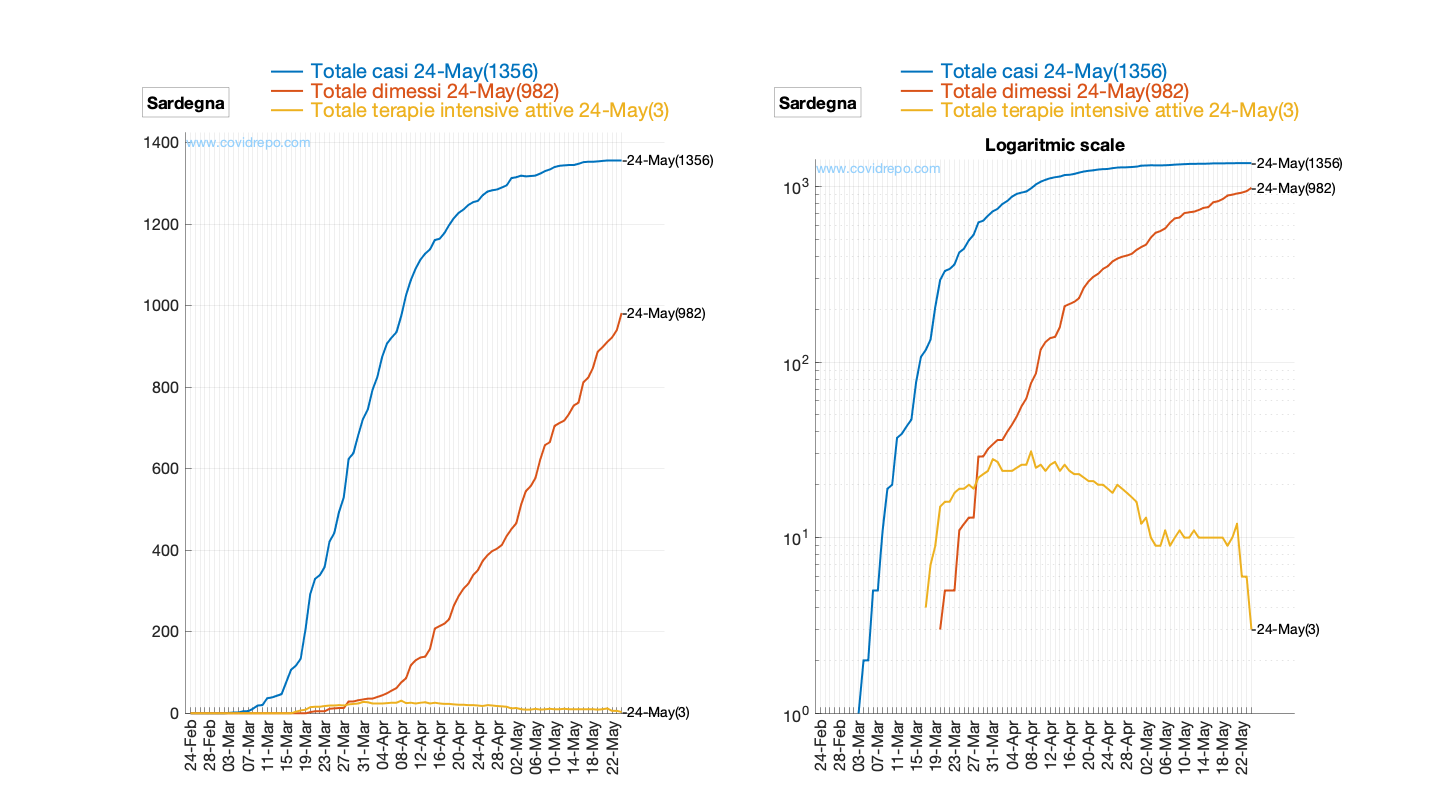 Totale casi 24-May(1356)
Totale dimessi 24-May(982)
Totale terapie intensive attive 24-May(3)
Sardegna
www.covidrepo.com
1400
1200
1000
800
600
400
200
0
24-May(1356)
24-May(982)
24-May(3)
24-Feb
28-Feb
03-Mar
07-Mar
11-Mar
15-Mar
19-Mar
23-Mar
27-Mar
31-Mar
04-Apr
08-Apr
12-Apr
16-Apr
20-Apr
24-Apr
28-Apr
02-May
06-May
10-May
14-May
18-May
22-May
Totale casi 24-May(1356)
Totale dimessi 24-May(982)
Totale terapie intensive attive 24-May(3)
Sardegna
Logaritmic scale
www.covidrepo.com
10^3
10^2
10^1
10^0
24-May(1356)
24-May(982)
24-May(3)
24-Feb
28-Feb
03-Mar
07-Mar
11-Mar
15-Mar
19-Mar
23-Mar
27-Mar
31-Mar
04-Apr
08-Apr
12-Apr
16-Apr
20-Apr
24-Apr
28-Apr
02-May
06-May
10-May
14-May
18-May
22-May